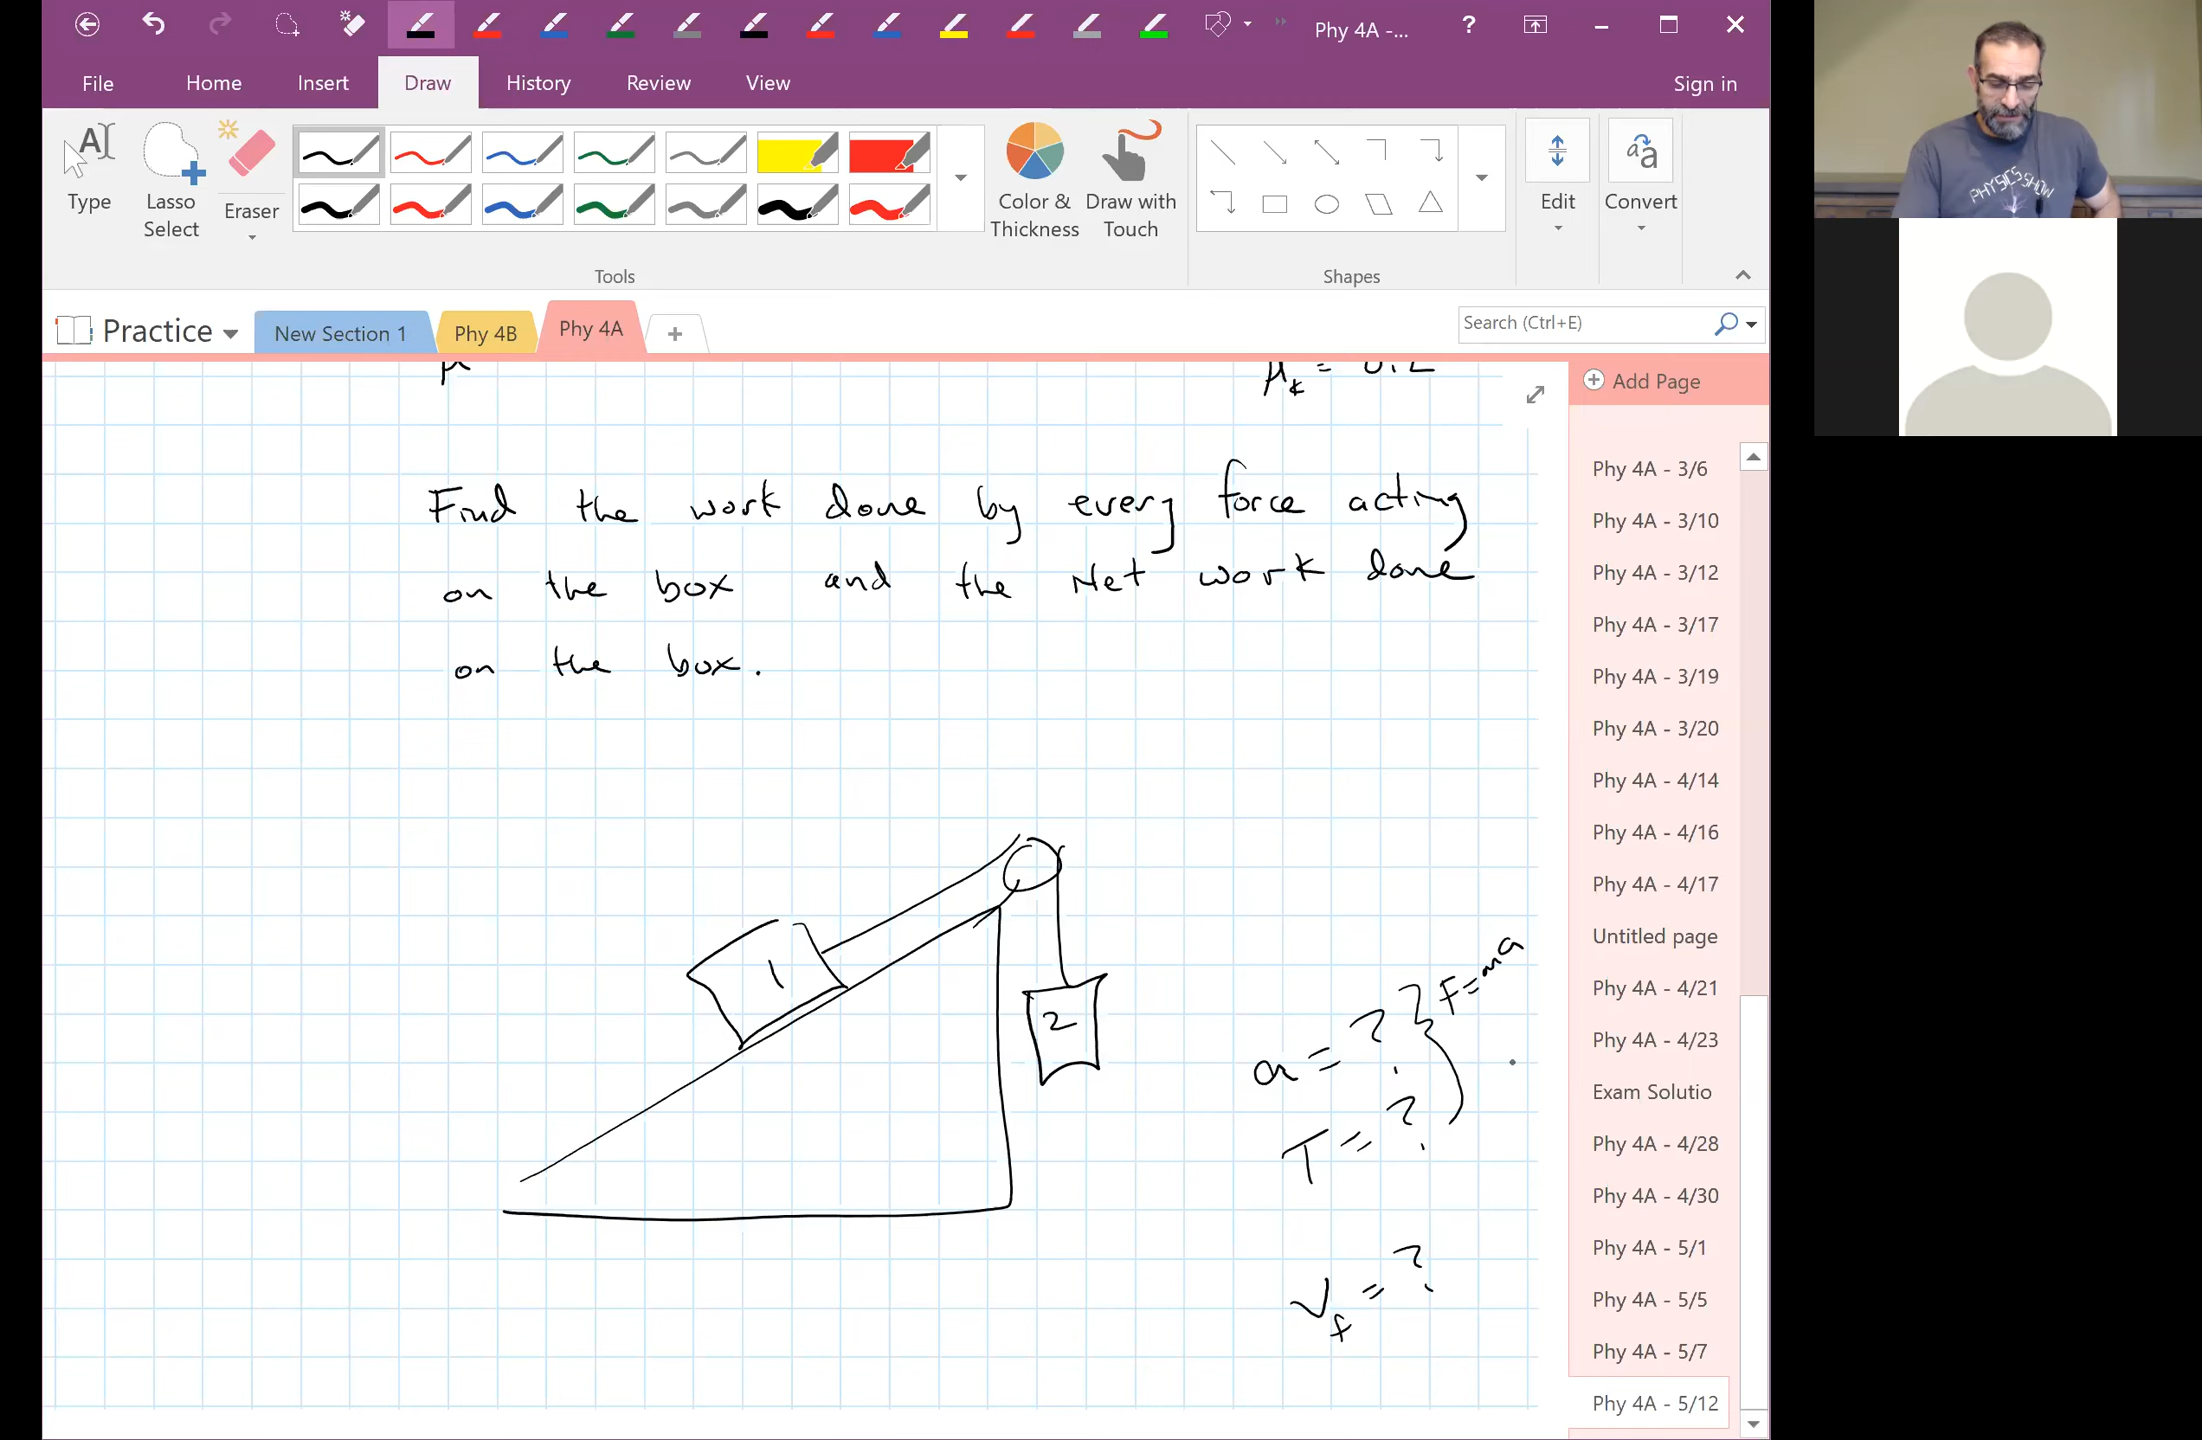 Phy 4A -...
?
File Home Insert Draw History Review View Sign in
Type
Lasso Select
Eraser
Color & Thickness
Draw with Touch
Edit
Convert
Tools
Shapes
Practice
New Section 1
Phy 4B
Phy 4A
Search (Ctrl+E)
Add Page
Phy 4A - 3/6
Phy 4A - 3/10
Phy 4A - 3/12
Phy 4A - 3/17
Phy 4A - 3/19
Phy 4A - 3/20
Phy 4A - 4/14
Phy 4A - 4/16
Phy 4A - 4/17
Untitled page
Phy 4A - 4/21
Phy 4A - 4/23
Exam Solutio
Phy 4A - 4/28
Phy 4A - 4/30
Phy 4A - 5/1
Phy 4A - 5/5
Phy 4A - 5/7
Phy 4A - 5/12
μ
μk = 0.2
Find the work done by every force acting
on the box and the Net work done
on the box.
1
2
F=ma
a = ?
T = ?
Vf = ?
PHYSICS SHOW